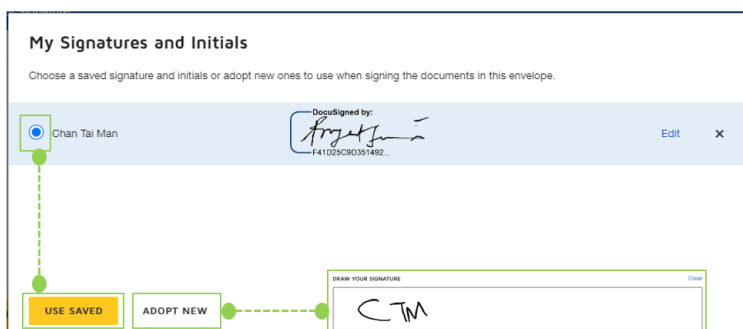 My Signatures and Initials
Choose a saved signature and initials or adopt new ones to use when signing the documents in this envelope.
Chan Tai Man
DocuSigned by:
F41D25C9D351492...
Edit
×
DRAW YOUR SIGNATURE
Clear
USE SAVED
ADOPT NEW
CTM